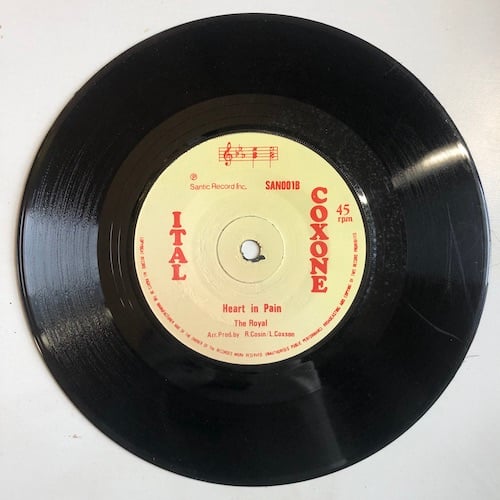 ℗
Santic Record Inc.
SAN001B
ITAL
COXONE
45
rpm
Heart in Pain
The Royal
Arr. Prod. by R. Cosin/L. Coxson